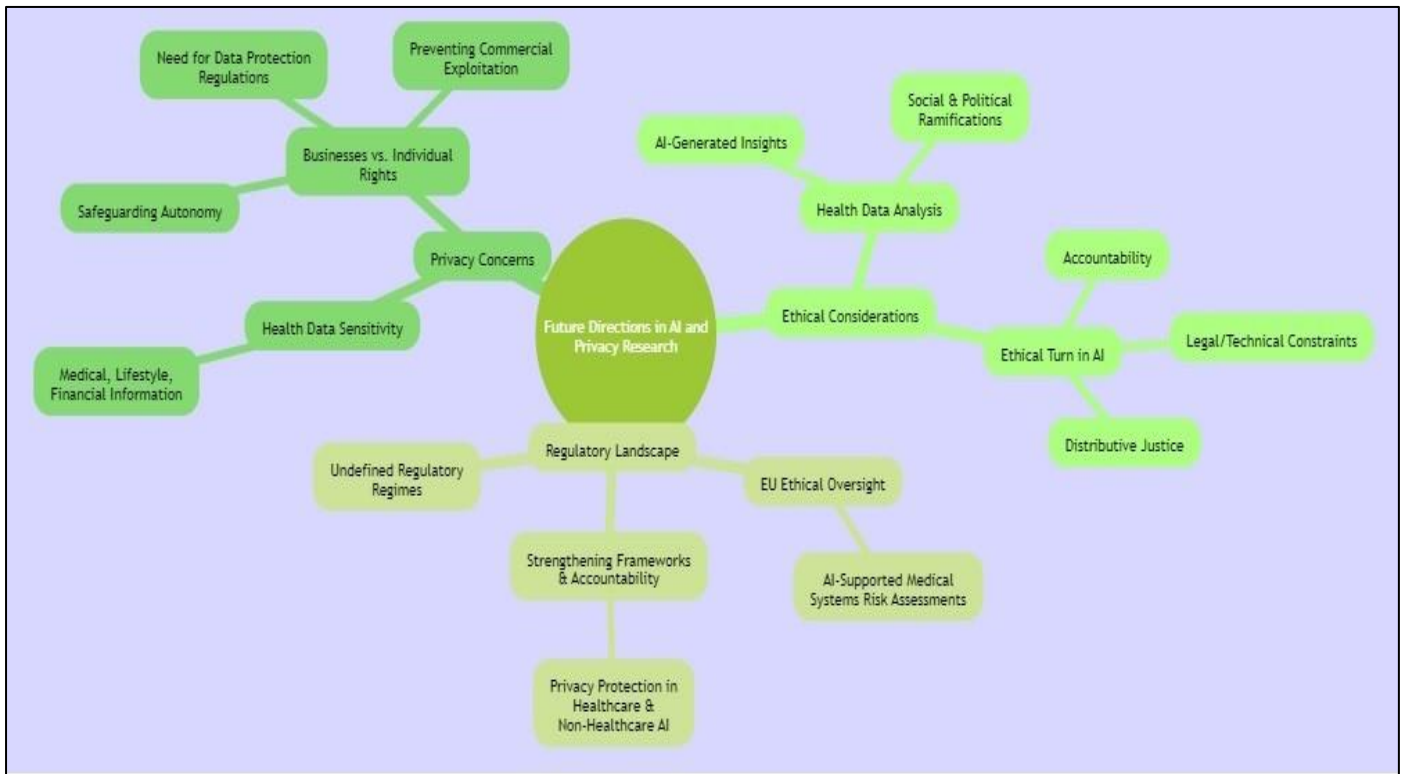 Need for Data Protection
Regulations
Preventing Commercial
Exploitation
Businesses vs. Individual
Rights
Safeguarding Autonomy
Privacy Concerns
Health Data Sensitivity
Medical, Lifestyle,
Financial Information
Future Directions in AI and
Privacy Research
Social & Political
Ramifications
AI-Generated Insights
Health Data Analysis
Ethical Considerations
Accountability
Ethical Turn in AI
Legal/Technical Constraints
Distributive Justice
Regulatory Landscape
Undefined Regulatory
Regimes
EU Ethical Oversight
Strengthening Frameworks
& Accountability
AI-Supported Medical
Systems Risk Assessments
Privacy Protection in
Healthcare &
Non-Healthcare AI